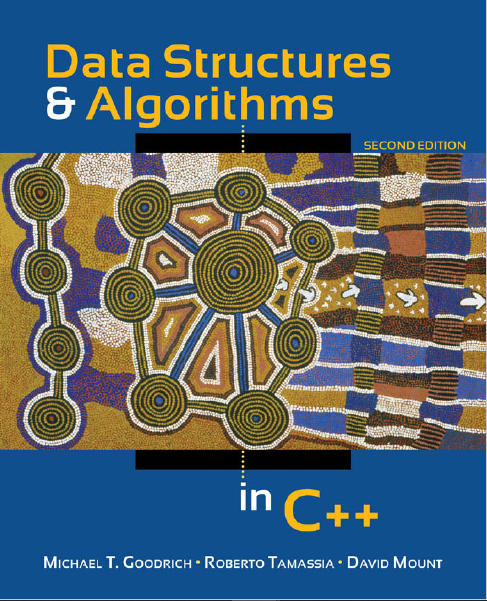 Data Structures
& Algorithms
SECOND EDITION
in C++
MICHAEL T. GOODRICH • ROBERTO TAMASSIA • DAVID MOUNT